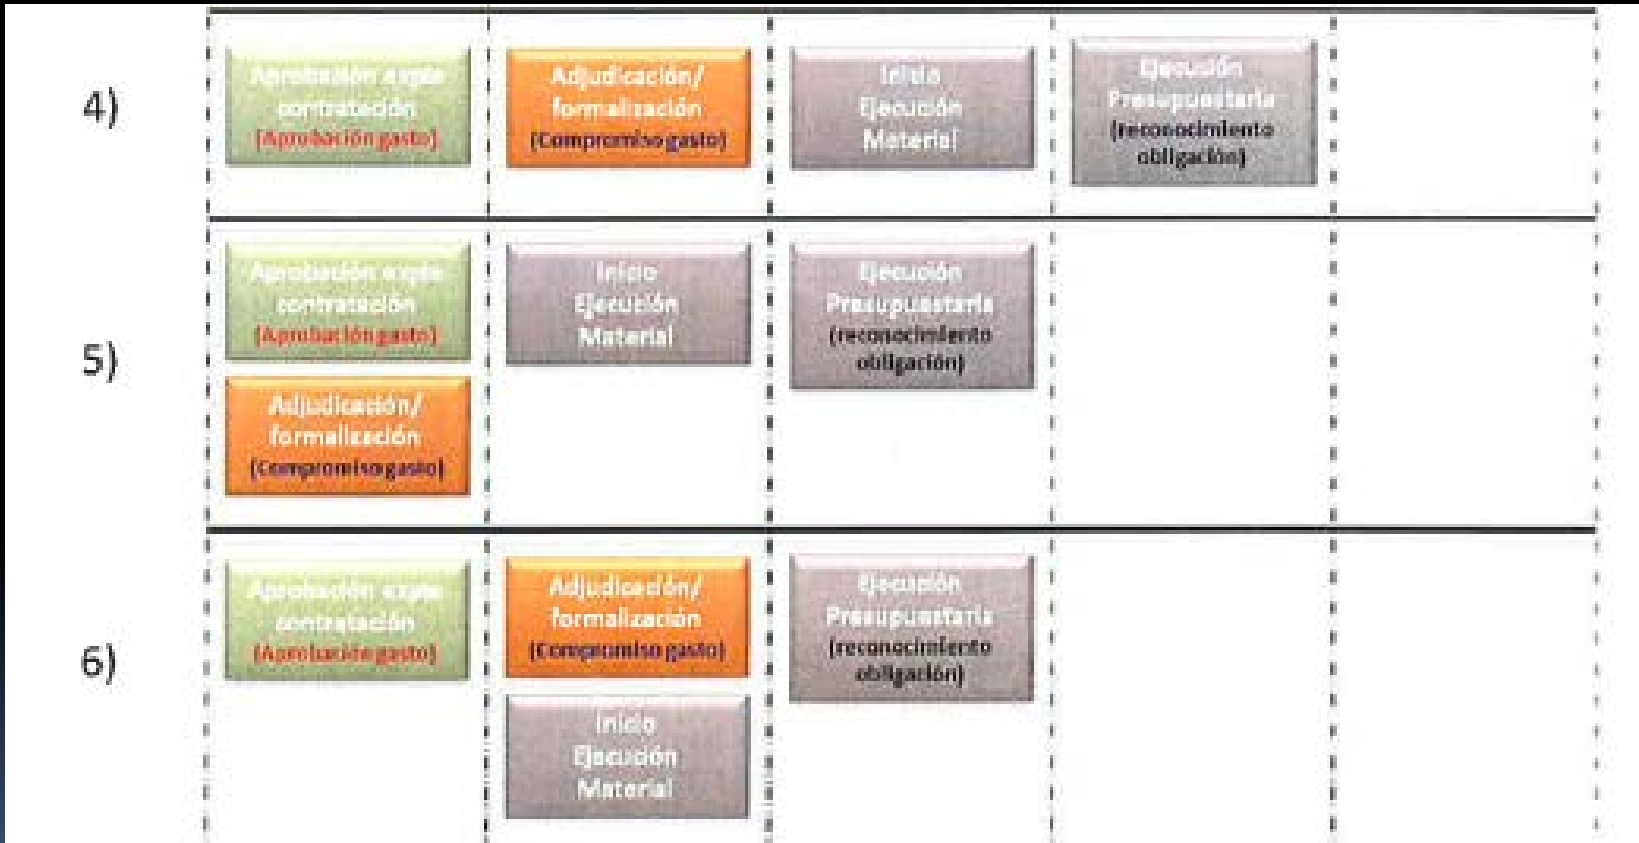 4)
Aprobación expte
contratación
(Aprobación gasto)
Adjudicación/
formalización
(Compromiso gasto)
Inicio
Ejecución
Material
Ejecución
Presupuestaria
(reconocimiento
obligación)
5)
Aprobación expte
contratación
(Aprobación gasto)
Adjudicación/
formalización
(Compromiso gasto)
Inicio
Ejecución
Material
Ejecución
Presupuestaria
(reconocimiento
obligación)
6)
Aprobación expte
contratación
(Aprobación gasto)
Adjudicación/
formalización
(Compromiso gasto)
Inicio
Ejecución
Material
Ejecución
Presupuestaria
(reconocimiento
obligación)